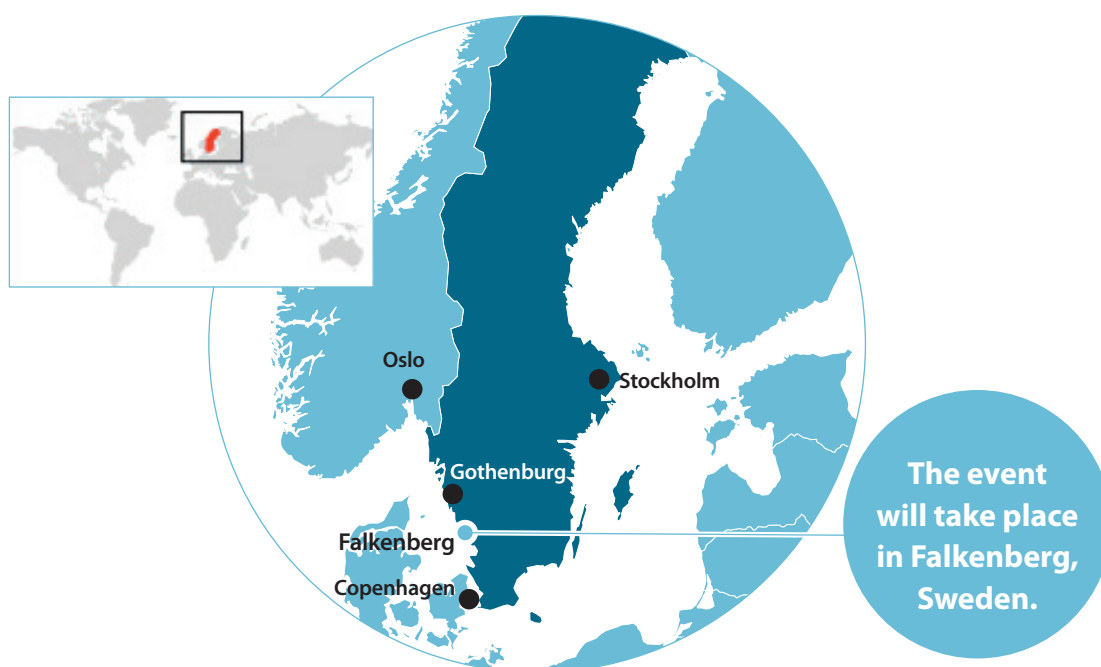 Oslo
Stockholm
Gothenburg
Falkenberg
Copenhagen
The event
will take place
in Falkenberg,
Sweden.